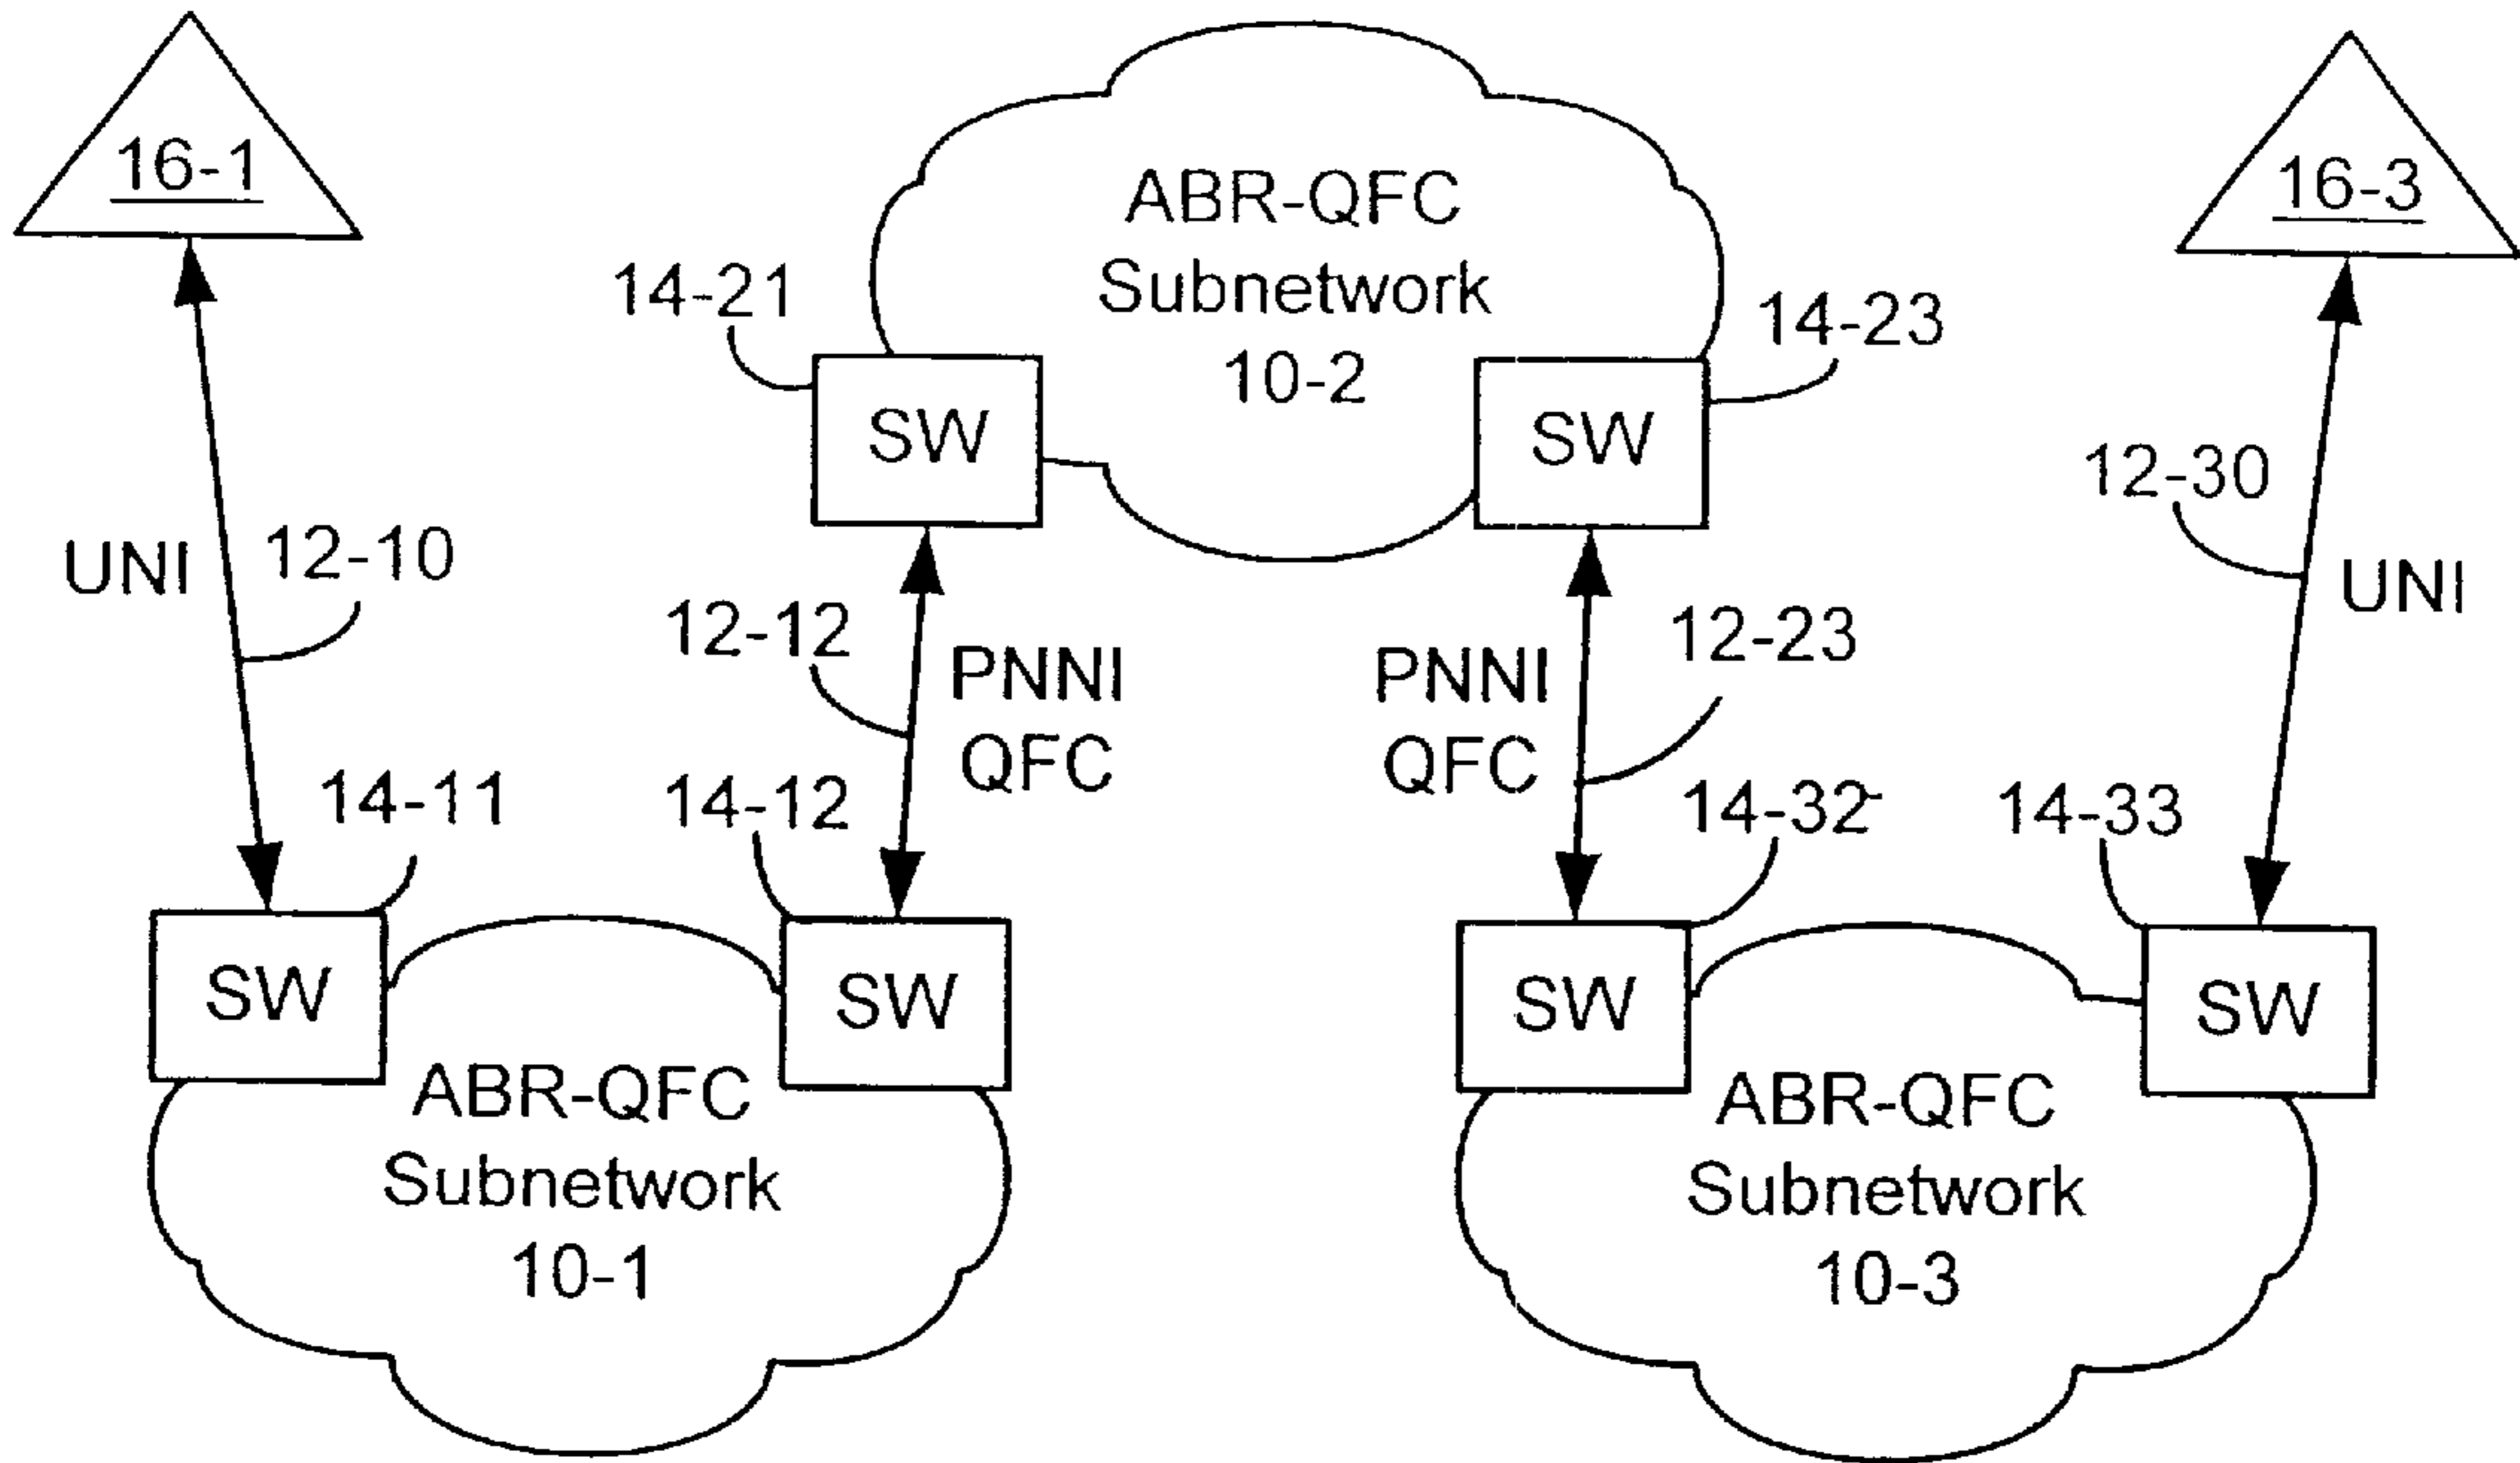 16-1
ABR-QFC
Subnetwork
10-2
16-3
14-21
14-23
SW
SW
12-30
UNI
12-10
UNI
12-12
PNNI
QFC
PNNI
QFC
12-23
14-11
14-12
14-32
14-33
SW
SW
SW
SW
ABR-QFC
Subnetwork
10-1
ABR-QFC
Subnetwork
10-3